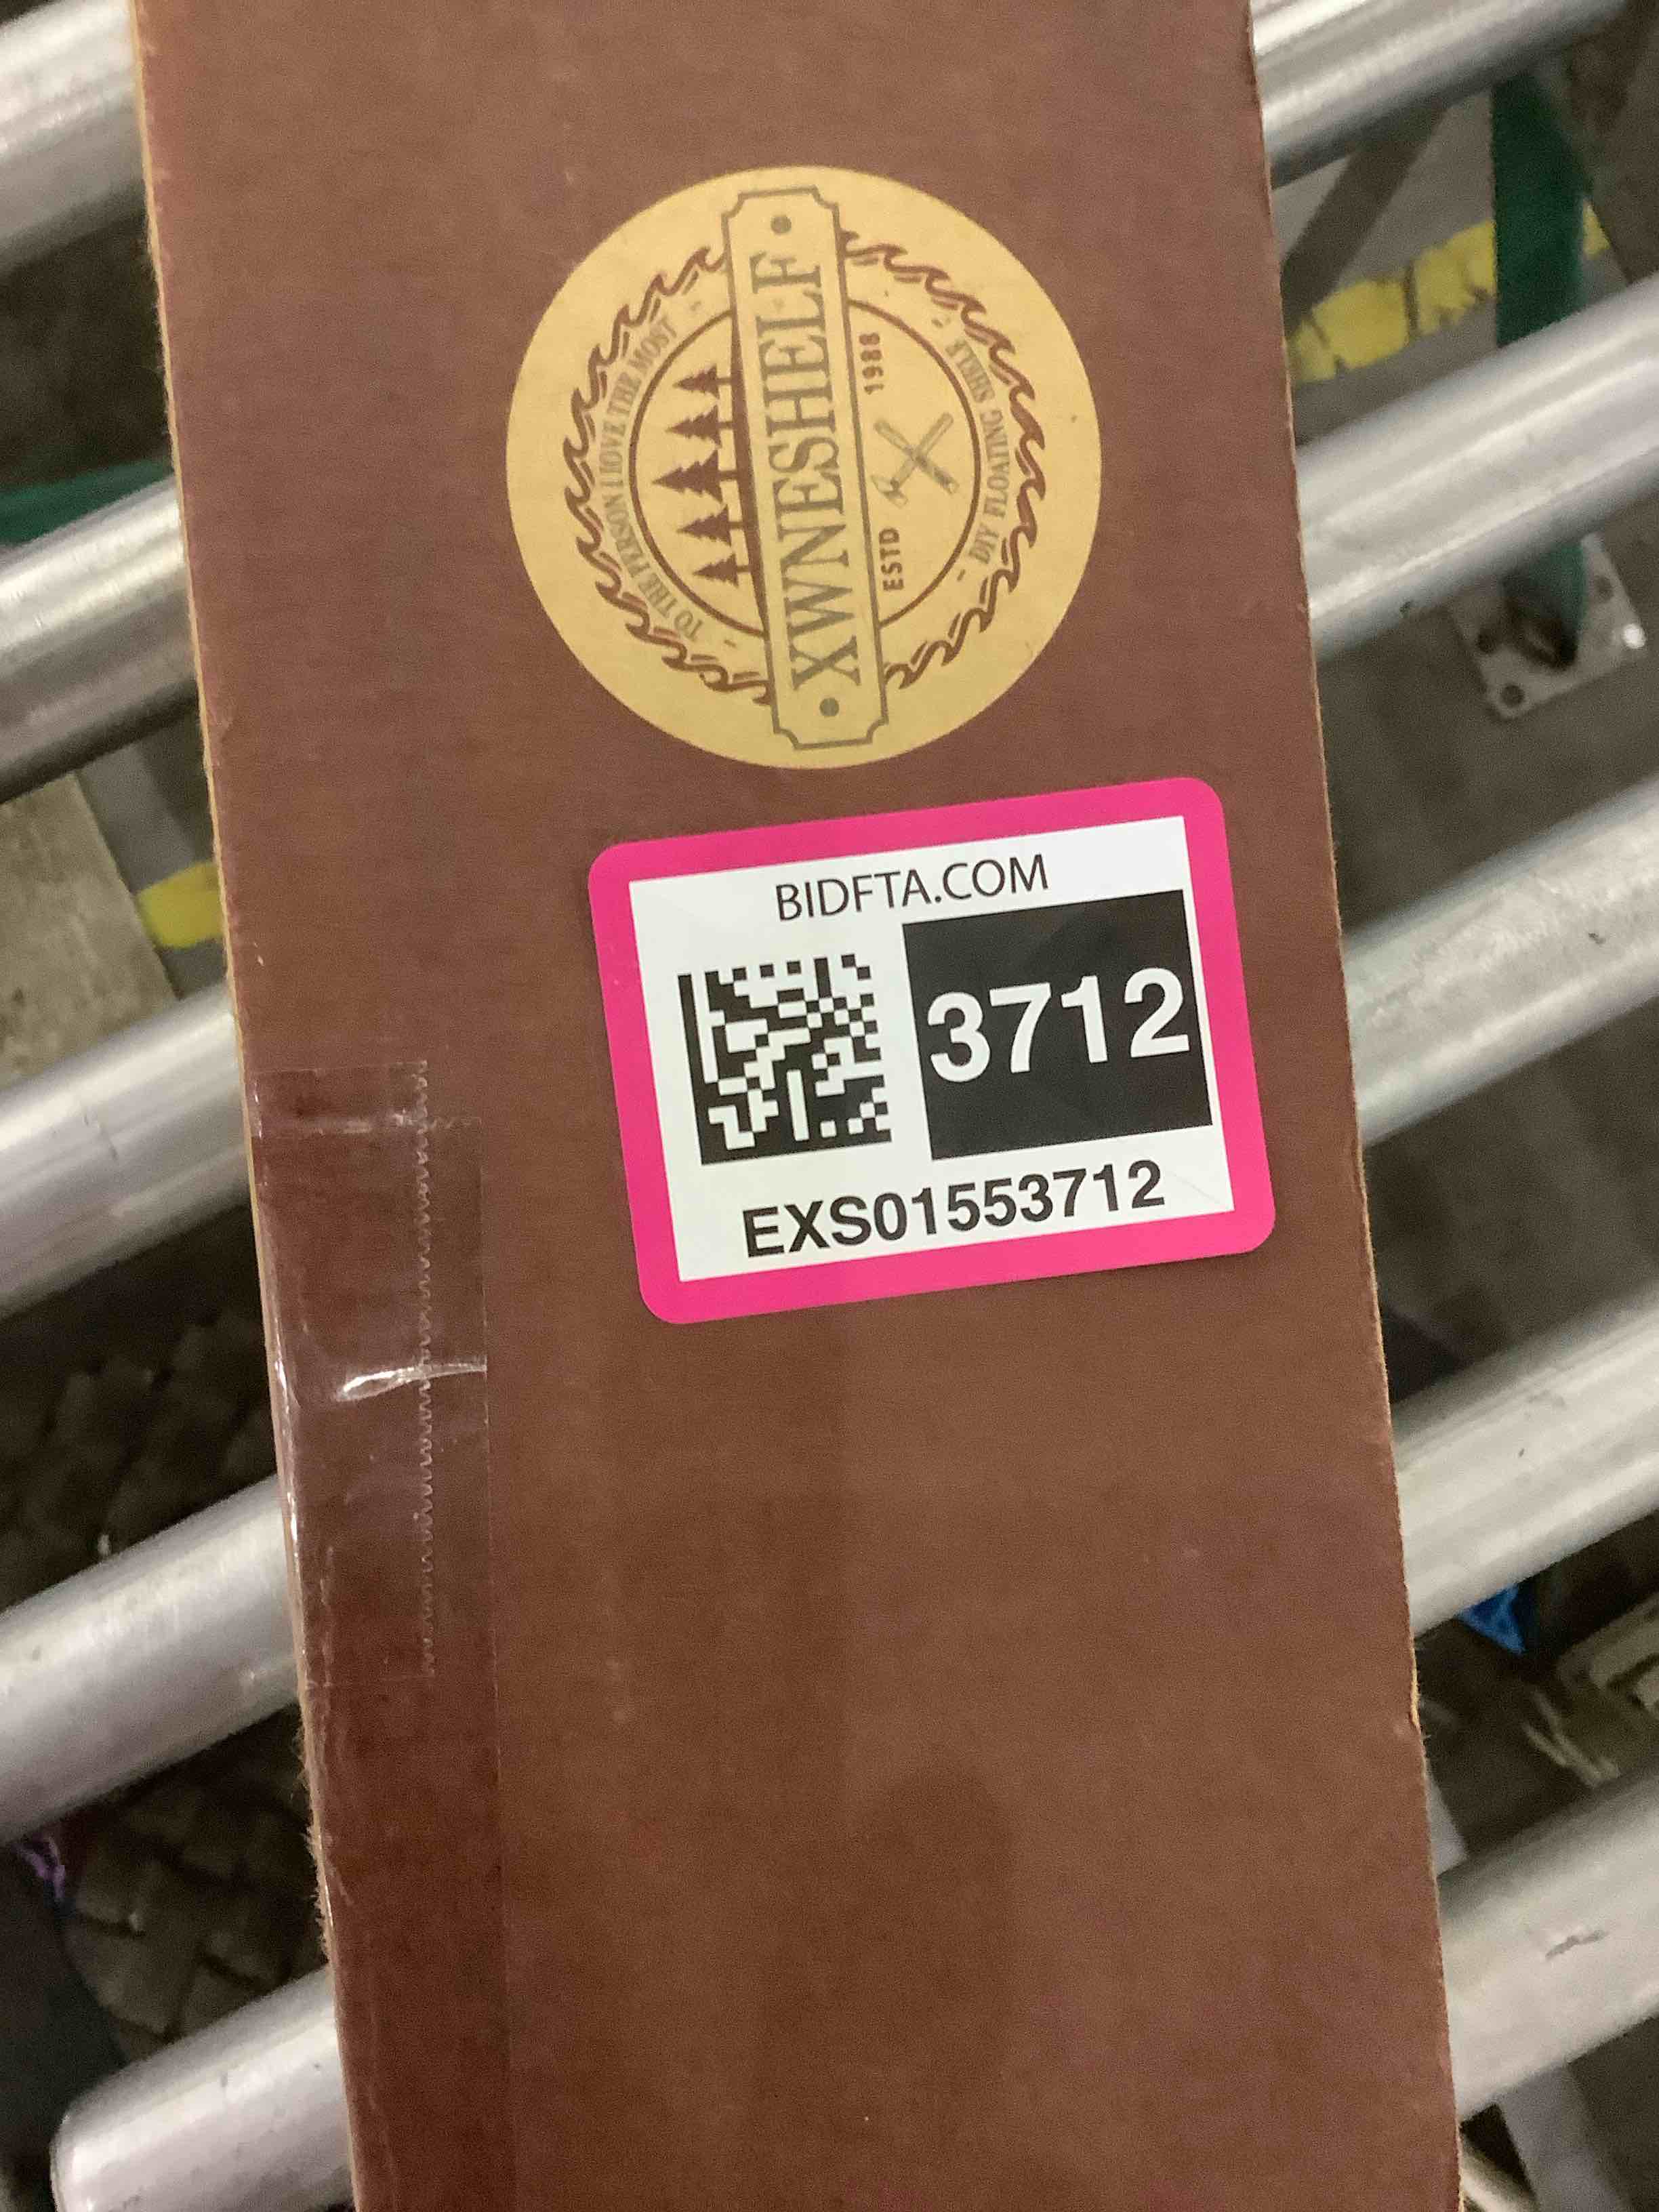 TO THE PERSON I LOVE THE MOST
XWNESHELF
ESTD 1988
- DIY FLOATING SHELF -
BIDFTA.COM
3712
EXS01553712